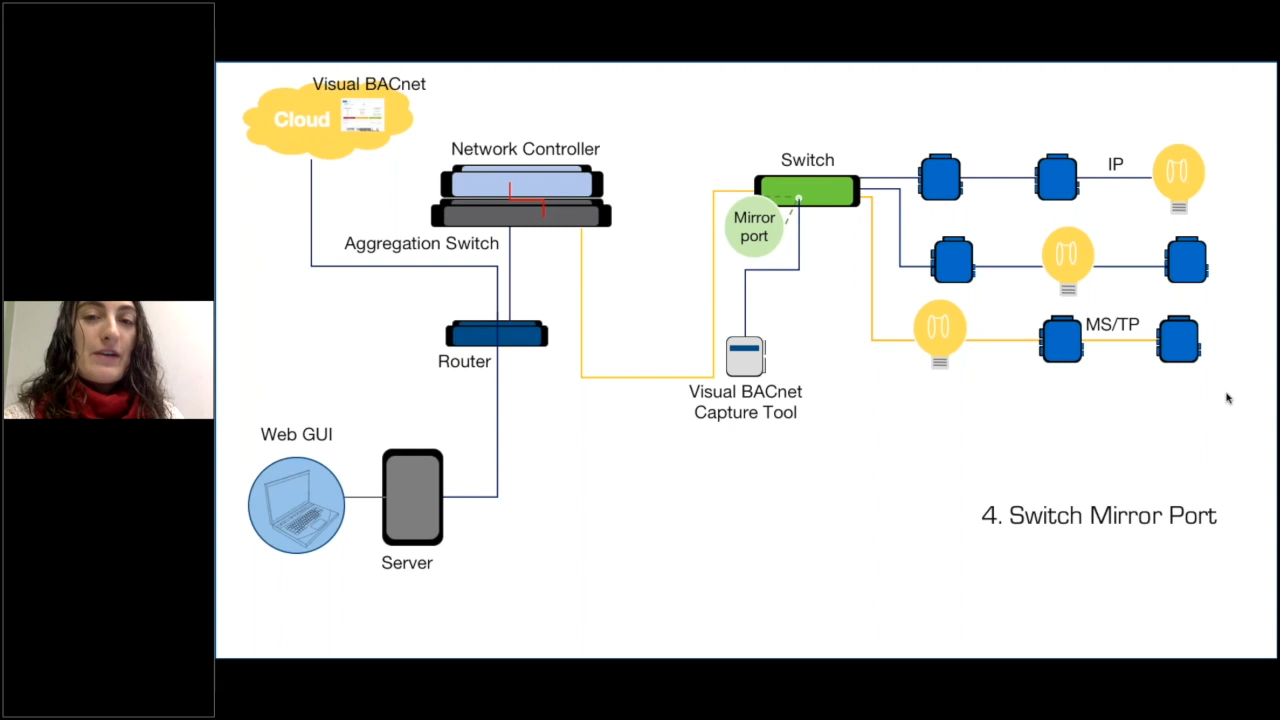 Visual BACnet
Cloud
Network Controller
Aggregation Switch
Router
Web GUI
Server
Switch
Mirror
port
Visual BACnet
Capture Tool
IP
MS/TP
4. Switch Mirror Port